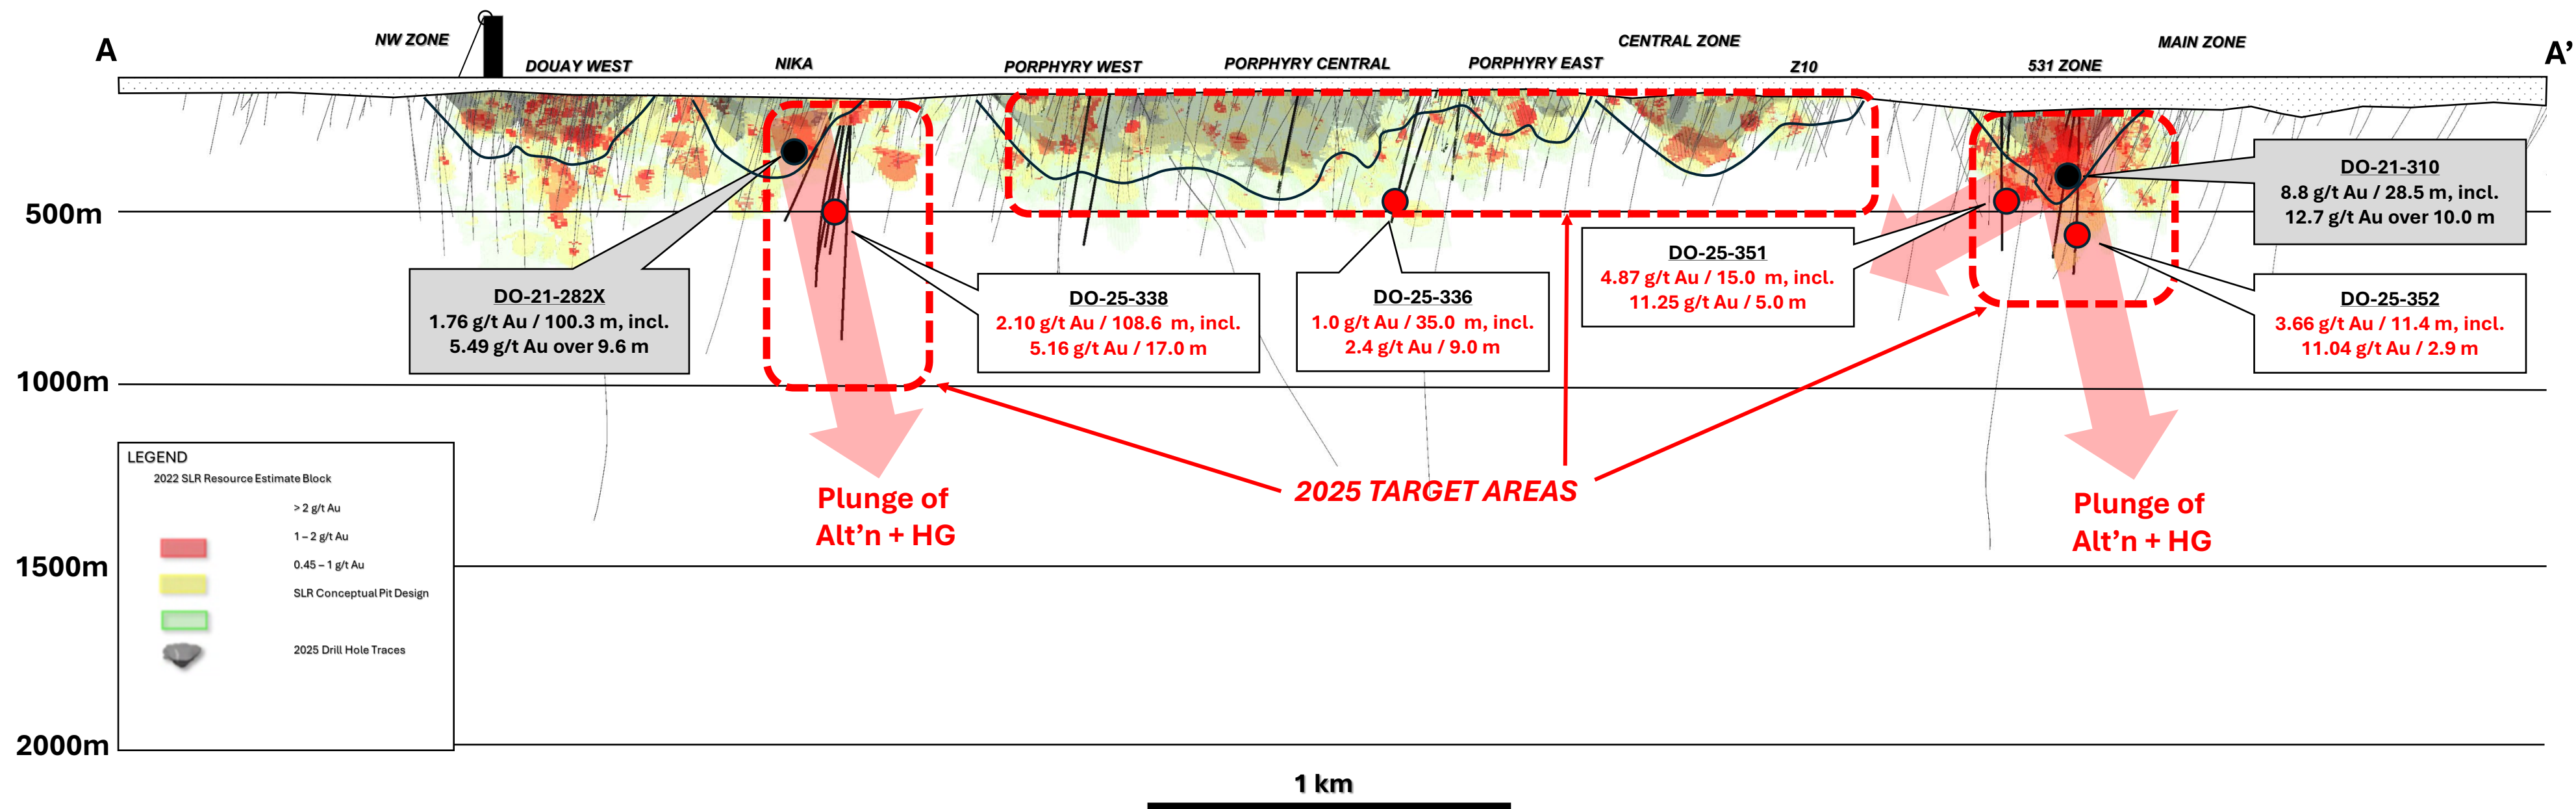 A
A'
NW ZONE
DOUAY WEST
NIKA
PORPHYRY WEST
PORPHYRY CENTRAL
PORPHYRY EAST
CENTRAL ZONE
Z10
531 ZONE
MAIN ZONE
500m
1000m
1500m
2000m
DO-21-282X
1.76 g/t Au / 100.3 m, incl.
5.49 g/t Au over 9.6 m
DO-25-338
2.10 g/t Au / 108.6 m, incl.
5.16 g/t Au / 17.0 m
DO-25-336
1.0 g/t Au / 35.0 m, incl.
2.4 g/t Au / 9.0 m
DO-25-351
4.87 g/t Au / 15.0 m, incl.
11.25 g/t Au / 5.0 m
DO-21-310
8.8 g/t Au / 28.5 m, incl.
12.7 g/t Au over 10.0 m
DO-25-352
3.66 g/t Au / 11.4 m, incl.
11.04 g/t Au / 2.9 m
2025 TARGET AREAS
Plunge of
Alt'n + HG
Plunge of
Alt'n + HG
LEGEND
2022 SLR Resource Estimate Block
> 2 g/t Au
1 – 2 g/t Au
0.45 – 1 g/t Au
SLR Conceptual Pit Design
2025 Drill Hole Traces
1 km